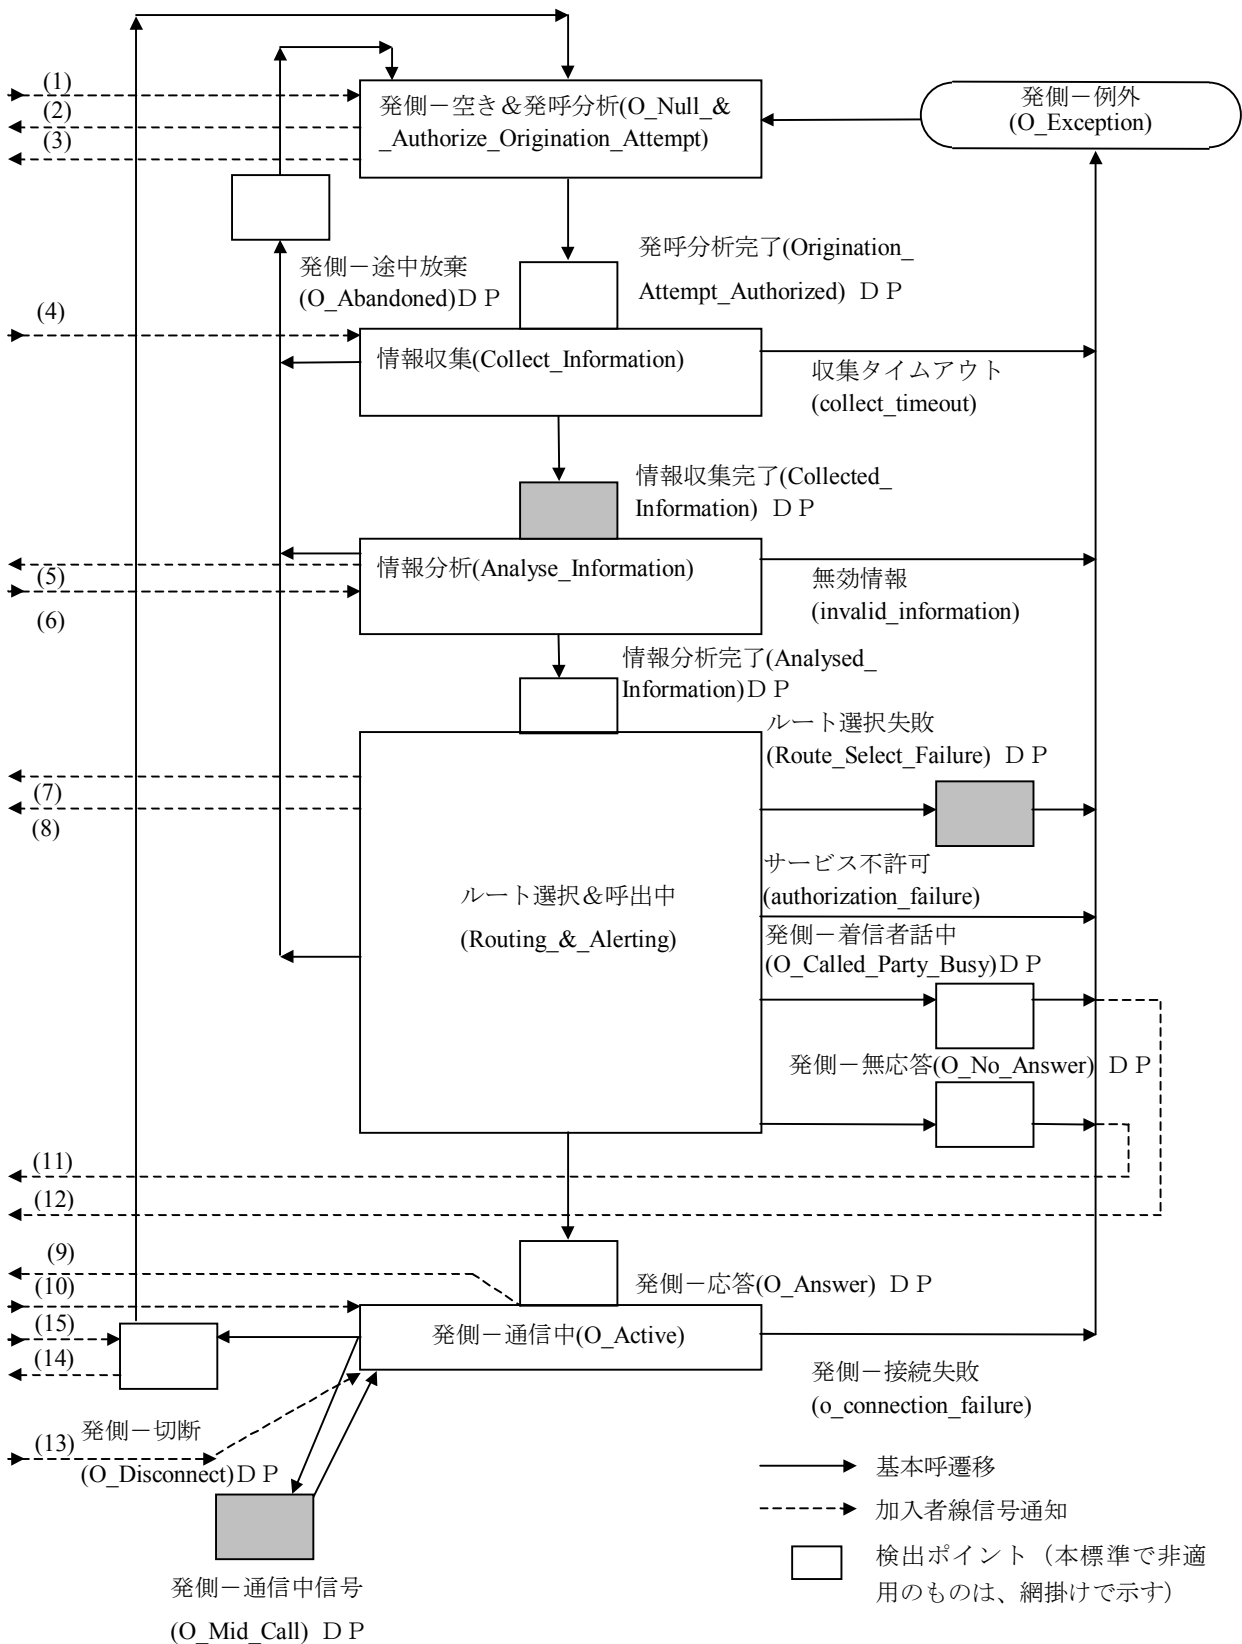 (1)
(2)
(3)
発側－空き＆発呼分析(O_Null_&
_Authorize_Origination_Attempt)
発側－例外
(O_Exception)
発側－途中放棄
(O_Abandoned)ＤＰ
発呼分析完了(Origination_
Attempt_Authorized) ＤＰ
(4)
情報収集(Collect_Information)
収集タイムアウト
(collect_timeout)
情報収集完了(Collected_
Information) ＤＰ
(5)
(6)
情報分析(Analyse_Information)
無効情報
(invalid_information)
情報分析完了(Analysed_
Information)ＤＰ
ルート選択失敗
(Route_Select_Failure) ＤＰ
(7)
(8)
サービス不許可
(authorization_failure)
ルート選択＆呼出中
(Routing_&_Alerting)
発側－着信者話中
(O_Called_Party_Busy)ＤＰ
発側－無応答(O_No_Answer) ＤＰ
(11)
(12)
(9)
(10)
発側－応答(O_Answer) ＤＰ
(15)
(14)
発側－通信中(O_Active)
発側－接続失敗
(o_connection_failure)
(13)
発側－切断
(O_Disconnect)ＤＰ
基本呼遷移
加入者線信号通知
検出ポイント（本標準で非適
用のものは、網掛けで示す）
発側－通信中信号
(O_Mid_Call) ＤＰ